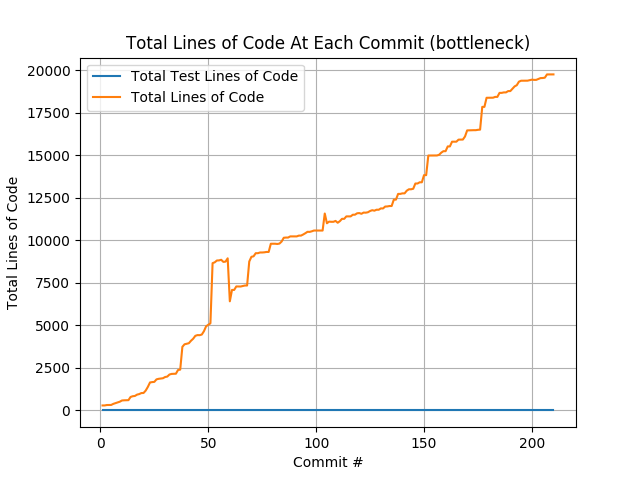 Total Lines of Code At Each Commit (bottleneck)
Total Test Lines of Code
Total Lines of Code
Total Lines of Code
20000
17500
15000
12500
10000
7500
5000
2500
0
0 50 100 150 200
Commit #